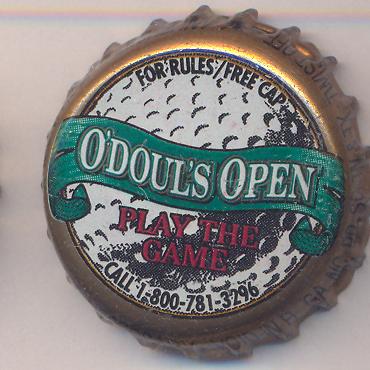 FOR RULES/FREE CAP,
O'DOUL'S OPEN
PLAY THE
GAME
CALL 1-800-781-3296